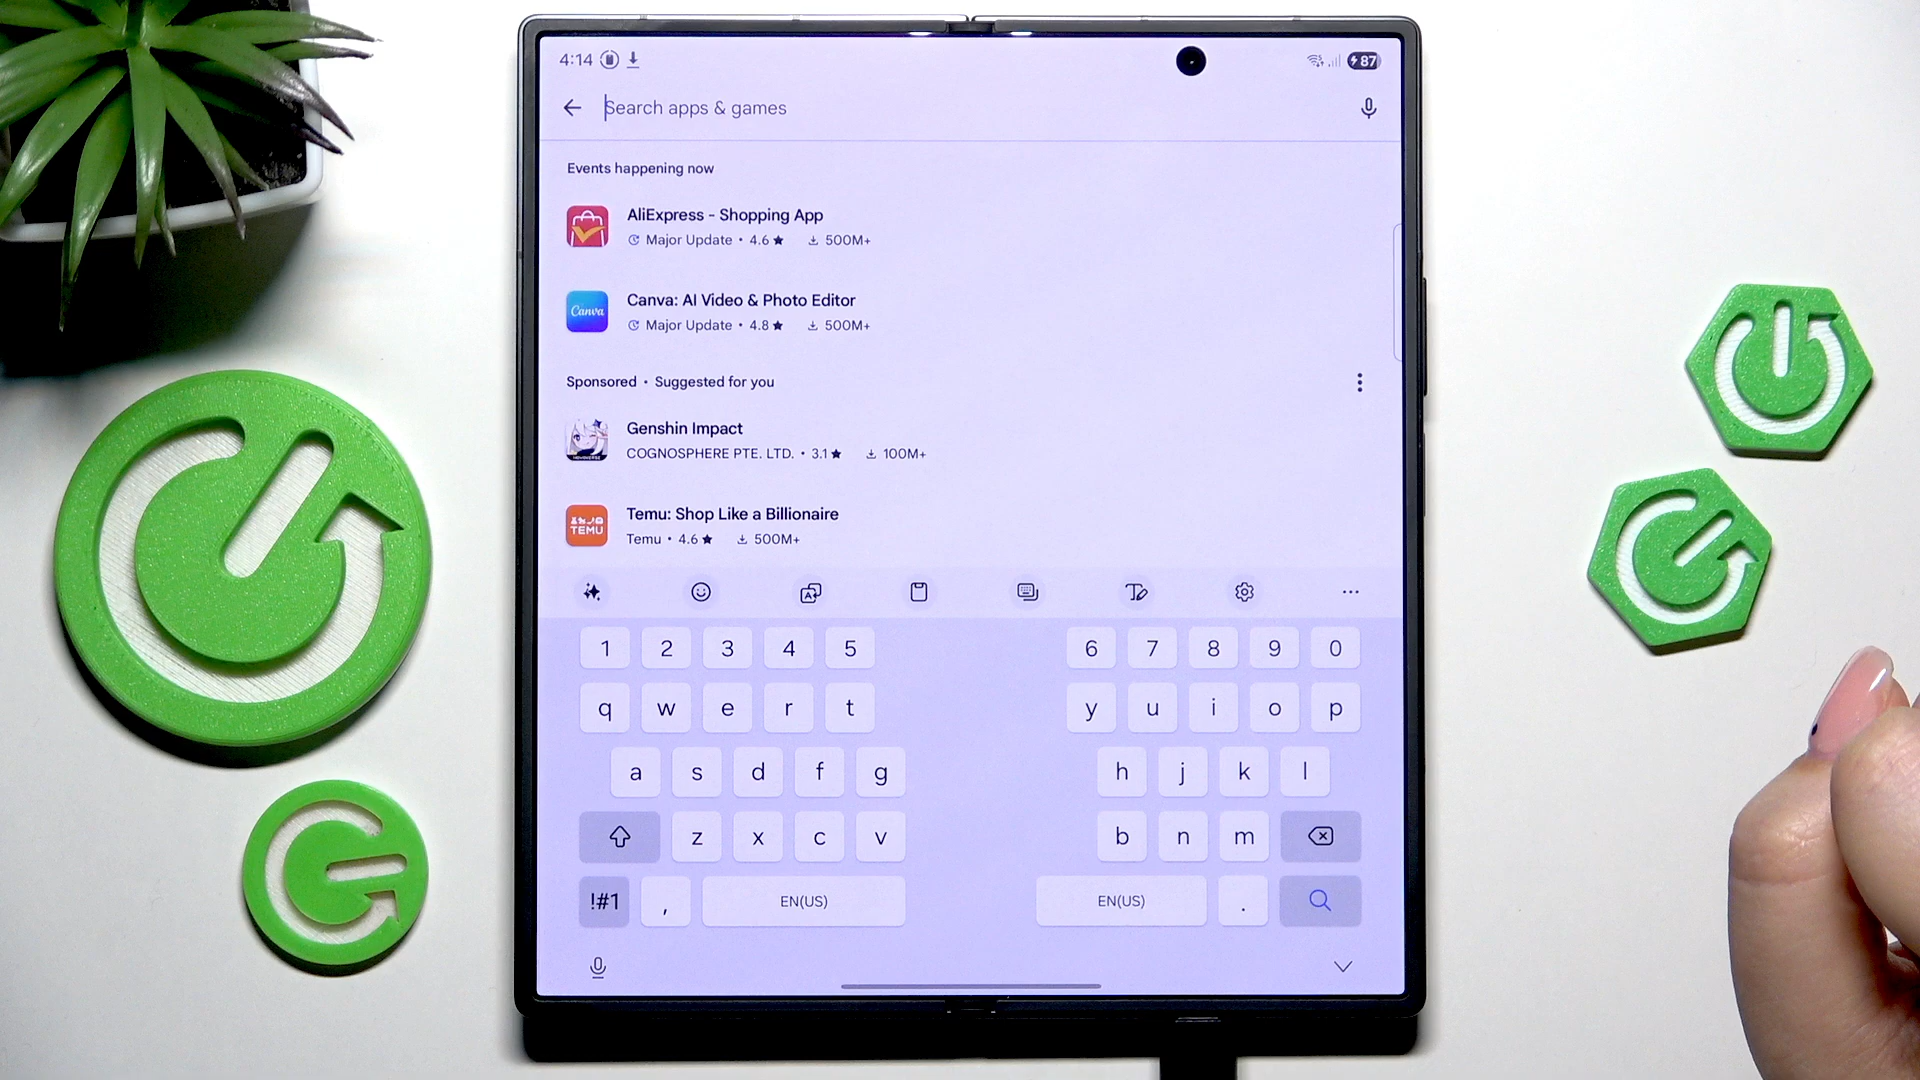 4:14
87
Search apps & games
Events happening now
AliExpress - Shopping App
Major Update • 4.6★ 500M+
Canva
Canva: AI Video & Photo Editor
Major Update • 4.8★ 500M+
Sponsored • Suggested for you
Genshin Impact
COGNOSPHERE PTE. LTD. • 3.1★ 100M+
TEMU
Temu: Shop Like a Billionaire
Temu • 4.6★ 500M+
1 2 3 4 5 6 7 8 9 0
q w e r t y u i o p
a s d f g h j k l
z x c v b n m
!#1 , EN(US) EN(US) .